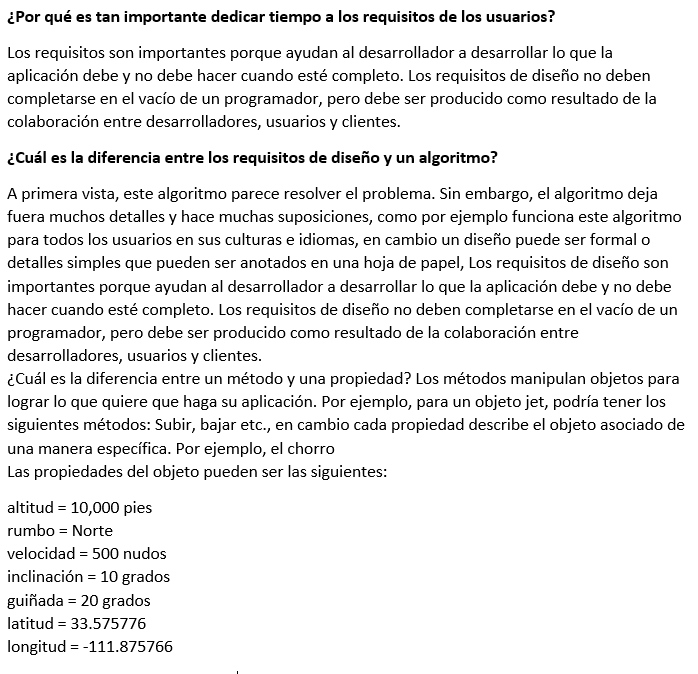 ¿Por qué es tan importante dedicar tiempo a los requisitos de los usuarios?
Los requisitos son importantes porque ayudan al desarrollador a desarrollar lo que la
aplicación debe y no debe hacer cuando esté completo. Los requisitos de diseño no deben
completarse en el vacío de un programador, pero debe ser producido como resultado de la
colaboración entre desarrolladores, usuarios y clientes.
¿Cuál es la diferencia entre los requisitos de diseño y un algoritmo?
A primera vista, este algoritmo parece resolver el problema. Sin embargo, el algoritmo deja
fuera muchos detalles y hace muchas suposiciones, como por ejemplo funciona este algoritmo
para todos los usuarios en sus culturas e idiomas, en cambio un diseño puede ser formal o
detalles simples que pueden ser anotados en una hoja de papel, Los requisitos de diseño son
importantes porque ayudan al desarrollador a desarrollar lo que la aplicación debe y no debe
hacer cuando esté completo. Los requisitos de diseño no deben completarse en el vacío de un
programador, pero debe ser producido como resultado de la colaboración entre
desarrolladores, usuarios y clientes.
¿Cuál es la diferencia entre un método y una propiedad? Los métodos manipulan objetos para
lograr lo que quiere que haga su aplicación. Por ejemplo, para un objeto jet, podría tener los
siguientes métodos: Subir, bajar etc., en cambio cada propiedad describe el objeto asociado de
una manera específica. Por ejemplo, el chorro
Las propiedades del objeto pueden ser las siguientes:
altitud = 10,000 pies
rumbo = Norte
velocidad = 500 nudos
inclinación = 10 grados
guiñada = 20 grados
latitud = 33.575776
longitud = -111.875766